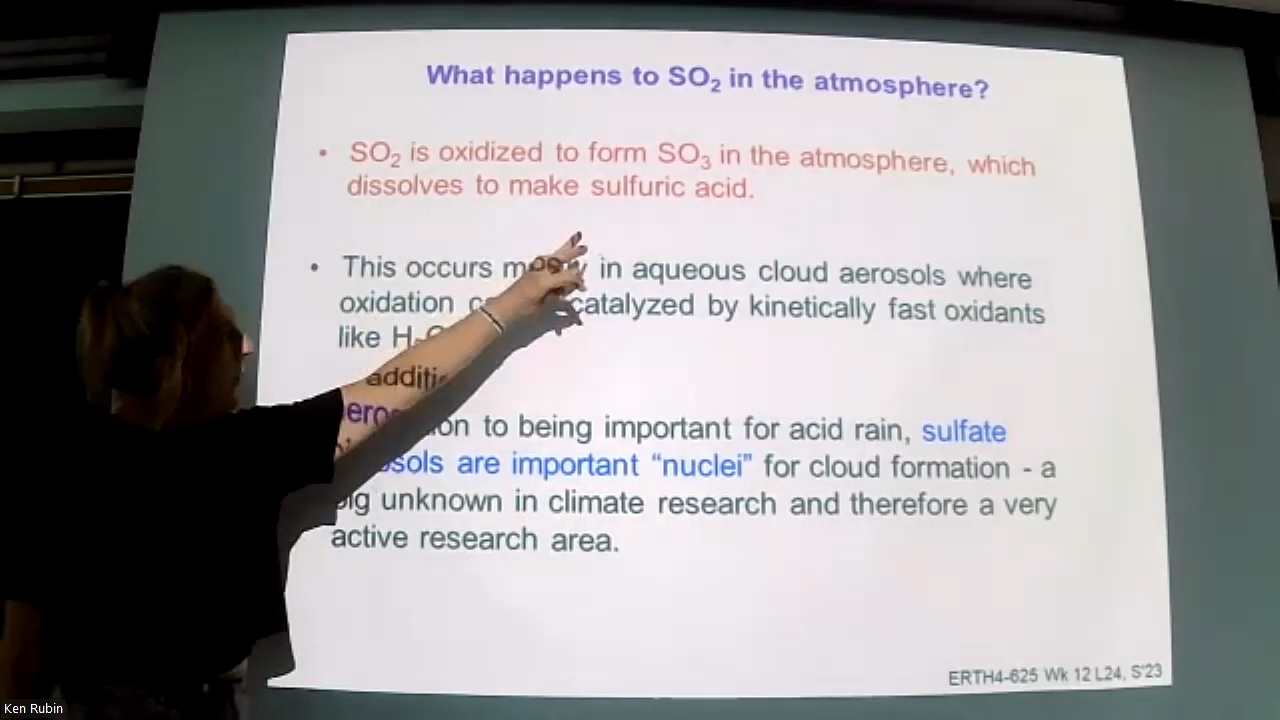 What happens to SO₂ in the atmosphere?
• SO₂ is oxidized to form SO₃ in the atmosphere, which
dissolves to make sulfuric acid.
• This occurs in aqueous cloud aerosols where
oxidation catalyzed by kinetically fast oxidants
like
additi
on to being important for acid rain, sulfate
sols are important “nuclei” for cloud formation - a
big unknown in climate research and therefore a very
active research area.
ERTH4-625 Wk 12 L24, S'23
Ken Rubin